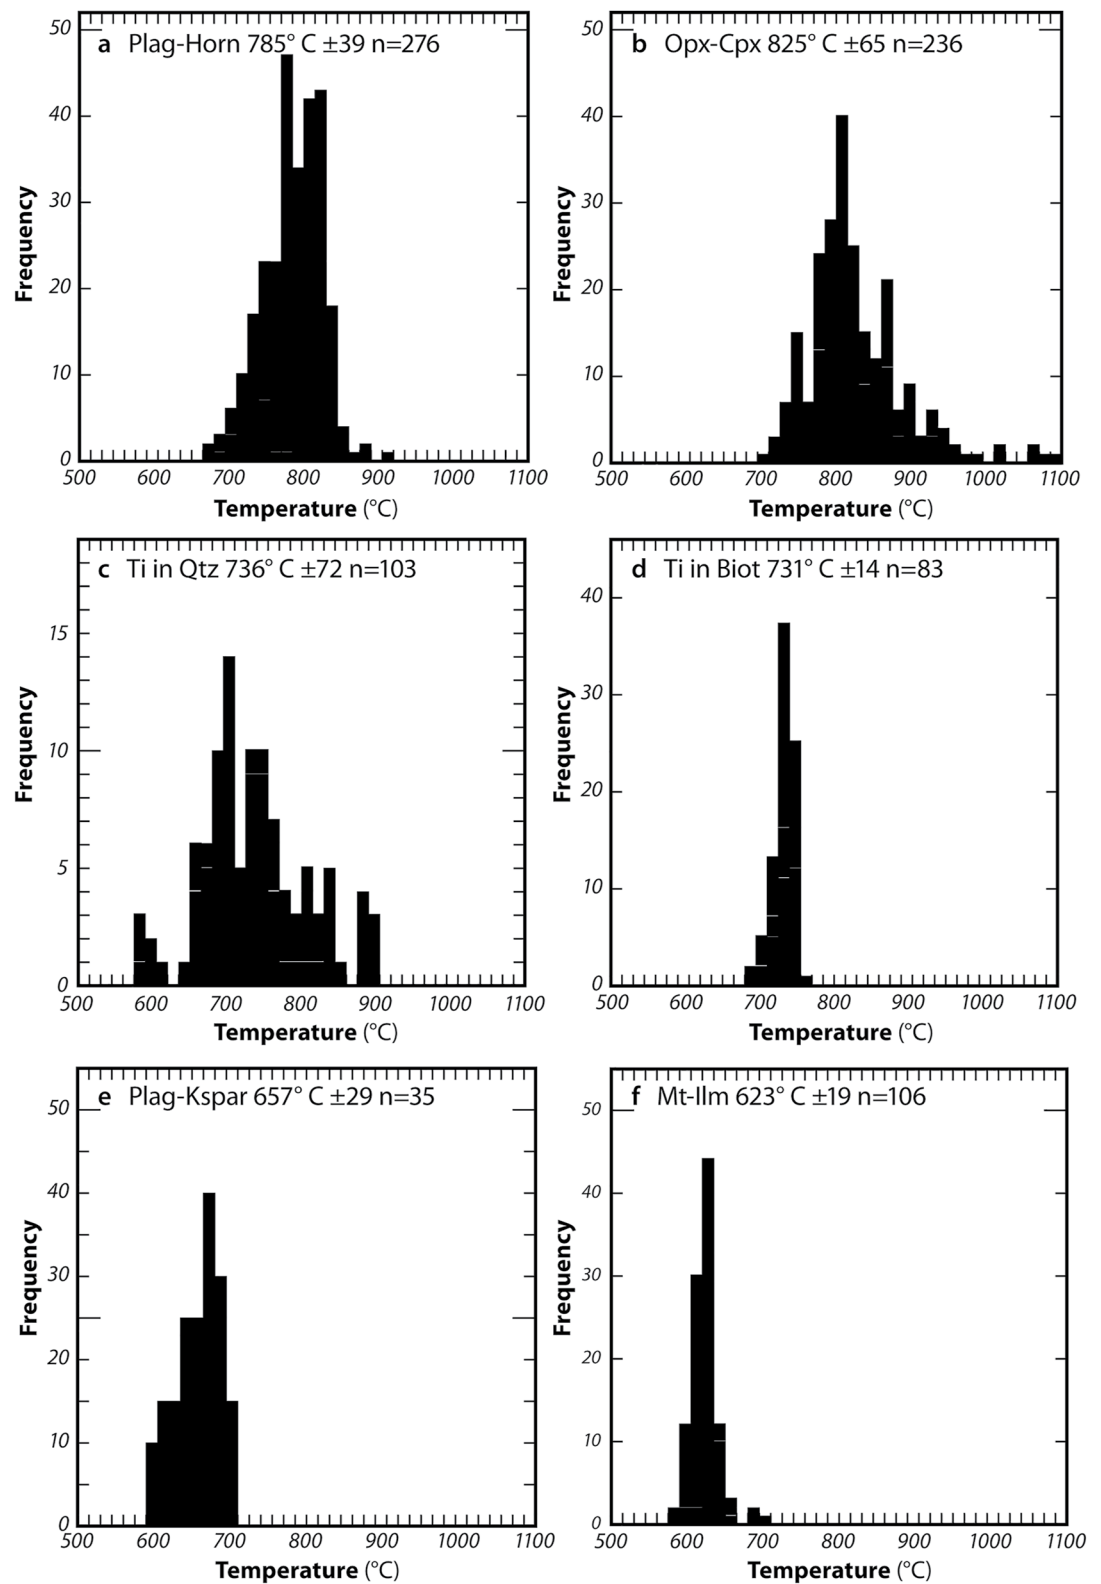 a Plag-Horn 785° C ±39 n=276
50
40
30
20
10
0
Frequency
500 600 700 800 900 1000 1100
Temperature (°C)
b Opx-Cpx 825° C ±65 n=236
50
40
30
20
10
0
Frequency
500 600 700 800 900 1000 1100
Temperature (°C)
c Ti in Qtz 736° C ±72 n=103
15
10
5
0
Frequency
500 600 700 800 900 1000 1100
Temperature (°C)
d Ti in Biot 731° C ±14 n=83
40
30
20
10
0
Frequency
500 600 700 800 900 1000 1100
Temperature (°C)
e Plag-Kspar 657° C ±29 n=35
50
40
30
20
10
0
Frequency
500 600 700 800 900 1000 1100
Temperature (°C)
f Mt-Ilm 623° C ±19 n=106
50
40
30
20
10
0
Frequency
500 600 700 800 900 1000 1100
Temperature (°C)